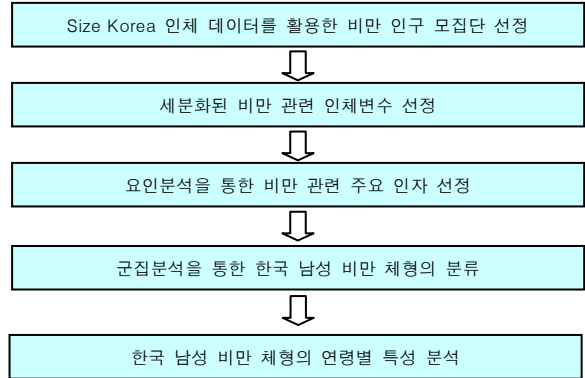 Size Korea 인체 데이터를 활용한 비만 인구 모집단 선정
세분화된 비만 관련 인체변수 선정
요인분석을 통한 비만 관련 주요 인자 선정
군집분석을 통한 한국 남성 비만 체형의 분류
한국 남성 비만 체형의 연령별 특성 분석